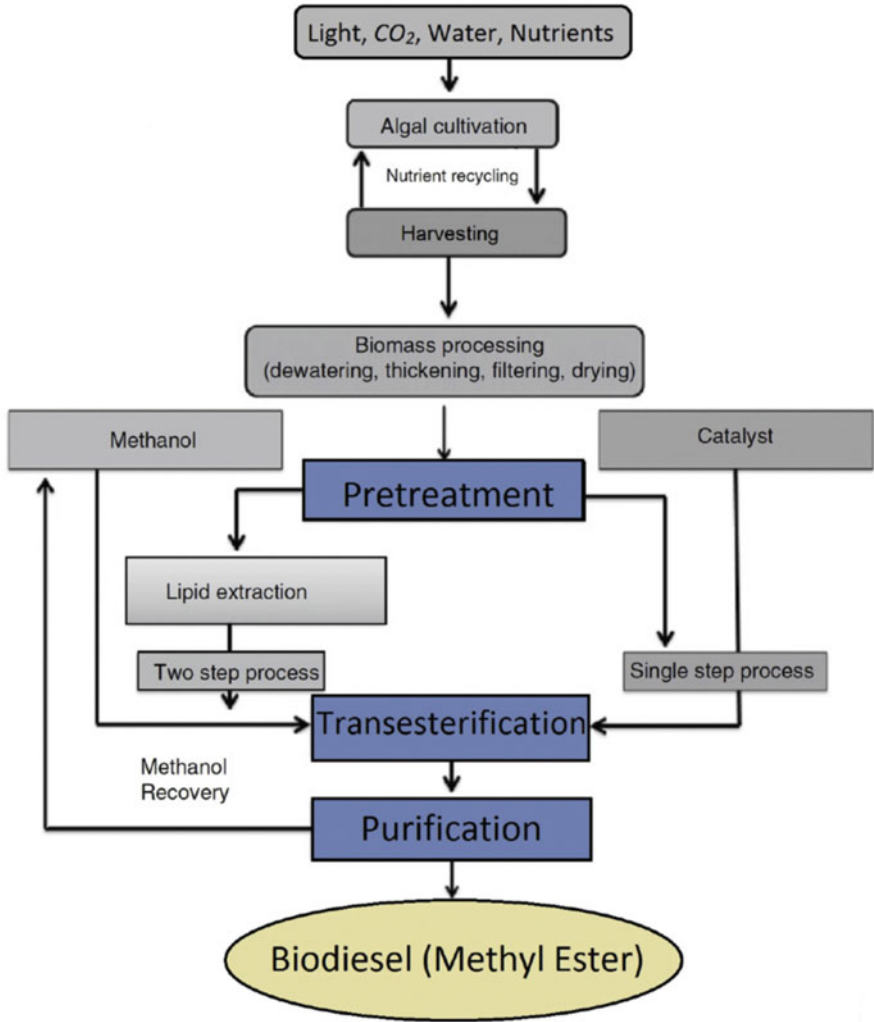 Light, CO₂, Water, Nutrients
Algal cultivation
Nutrient recycling
Harvesting
Biomass processing
(dewatering, thickening, filtering, drying)
Methanol
Catalyst
Pretreatment
Lipid extraction
Two step process
Single step process
Transesterification
Methanol
Recovery
Purification
Biodiesel (Methyl Ester)